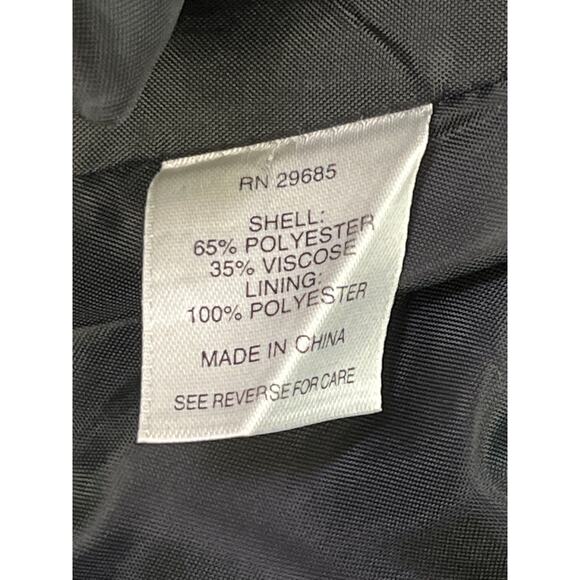 RN 29685
SHELL:
65% POLYESTER
35% VISCOSE
LINING:
100% POLYESTER
MADE IN CHINA
SEE REVERSE FOR CARE